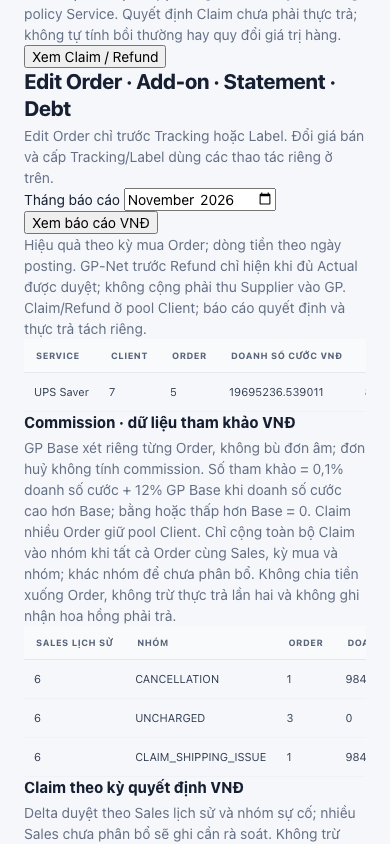 policy Service. Quyết định Claim chưa phải thực trả;
không tự tính bồi thường hay quy đổi giá trị hàng.
Xem Claim / Refund
Edit Order · Add-on · Statement ·
Debt
Edit Order chỉ trước Tracking hoặc Label. Đổi giá bán
và cấp Tracking/Label dùng các thao tác riêng ở
trên.
Tháng báo cáo November 2026
Xem báo cáo VNĐ
Hiệu quả theo kỳ mua Order; dòng tiền theo ngày
posting. GP-Net trước Refund chỉ hiện khi đủ Actual
được duyệt; không cộng phải thu Supplier vào GP.
Claim/Refund ở pool Client; báo cáo quyết định và
thực trả tách riêng.
SERVICE CLIENT ORDER DOANH SỐ CƯỚC VNĐ
UPS Saver 7 5 19695236.539011
Commission · dữ liệu tham khảo VNĐ
GP Base xét riêng từng Order, không bù đơn âm; đơn
huỷ không tính commission. Số tham khảo = 0,1%
doanh số cước + 12% GP Base khi doanh số cước
cao hơn Base; bằng hoặc thấp hơn Base = 0. Claim
nhiều Order giữ pool Client. Chỉ cộng toàn bộ Claim
vào nhóm khi tất cả Order cùng Sales, kỳ mua và
nhóm; khác nhóm để chưa phân bổ. Không chia tiền
xuống Order, không trừ thực trả lần hai và không ghi
nhận hoa hồng phải trả.
SALES LỊCH SỬ NHÓM ORDER DOA
6 CANCELLATION 1 984
6 UNCHARGED 3 0
6 CLAIM_SHIPPING_ISSUE 1 984
Claim theo kỳ quyết định VNĐ
Delta duyệt theo Sales lịch sử và nhóm sự cố; nhiều
Sales chưa phân bổ sẽ ghi cần rà soát. Không trừ